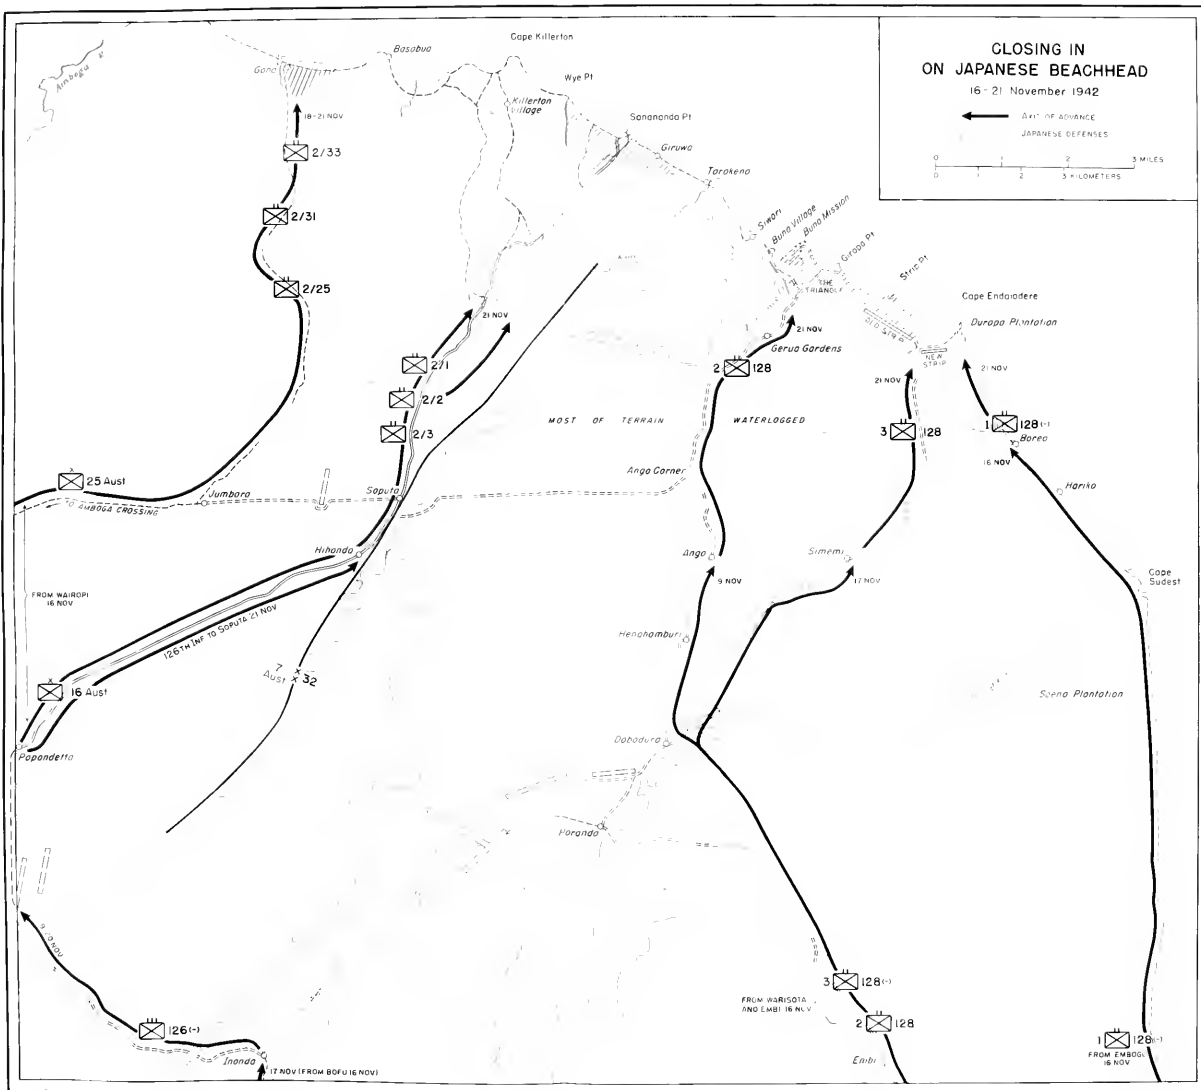 CLOSING IN
ON JAPANESE BEACHHEAD
16-21 November 1942
AXIS OF ADVANCE
JAPANESE DEFENSES
0 1 2 3 MILES
0 1 2 3 KILOMETERS
Amboga R
Gona
Basabua
Cape Killerton
Killerton
village
Wye Pt
Sanananda Pt
Giruwa
Tarakena
Siwori
Buna Village
Buna Mission
Giropa Pt
THE
TRIANGLE
Strip Pt
Cape Endaiadere
Duropa Plantation
OLD STRIP
NEW
STRIP
18-21 NOV
2/33
2/31
2/25
21 NOV
2/1
2/2
2/3
21 NOV
Gerua Gardens
2 128
21 NOV
3 128
21 NOV
1 128(-)
Boreo
16 NOV
Hariko
MOST OF TERRAIN WATERLOGGED
Ango Corner
25 Aust
Jumbora
Soputa
TO AMBOGA CROSSING
Hihonda
Ango
9 NOV
Simemi
17 NOV
Cape
Sudest
FROM WAIROPI
16 NOV
126TH INF TO SOPUTA 21 NOV
Henahamburi
7
Aust
32
16 Aust
Popondetta
Soena Plantation
Dobodura
Horanda
NOV
3 128(-)
FROM WARISOTA
AND EMBI 16 NOV
2 128
Embi
126(-)
Inonda
17 NOV (FROM BOFU 16 NOV)
1 128(-)
FROM EMBOGO
16 NOV